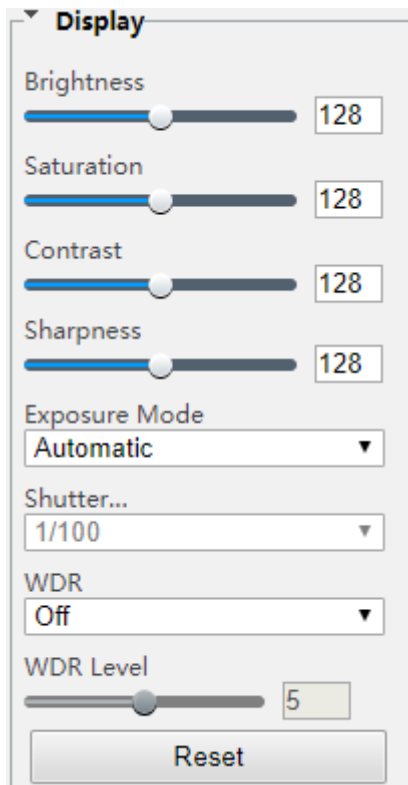 Display
Brightness
128
Saturation
128
Contrast
128
Sharpness
128
Exposure Mode
Automatic
Shutter...
1/100
WDR
Off
WDR Level
5
Reset